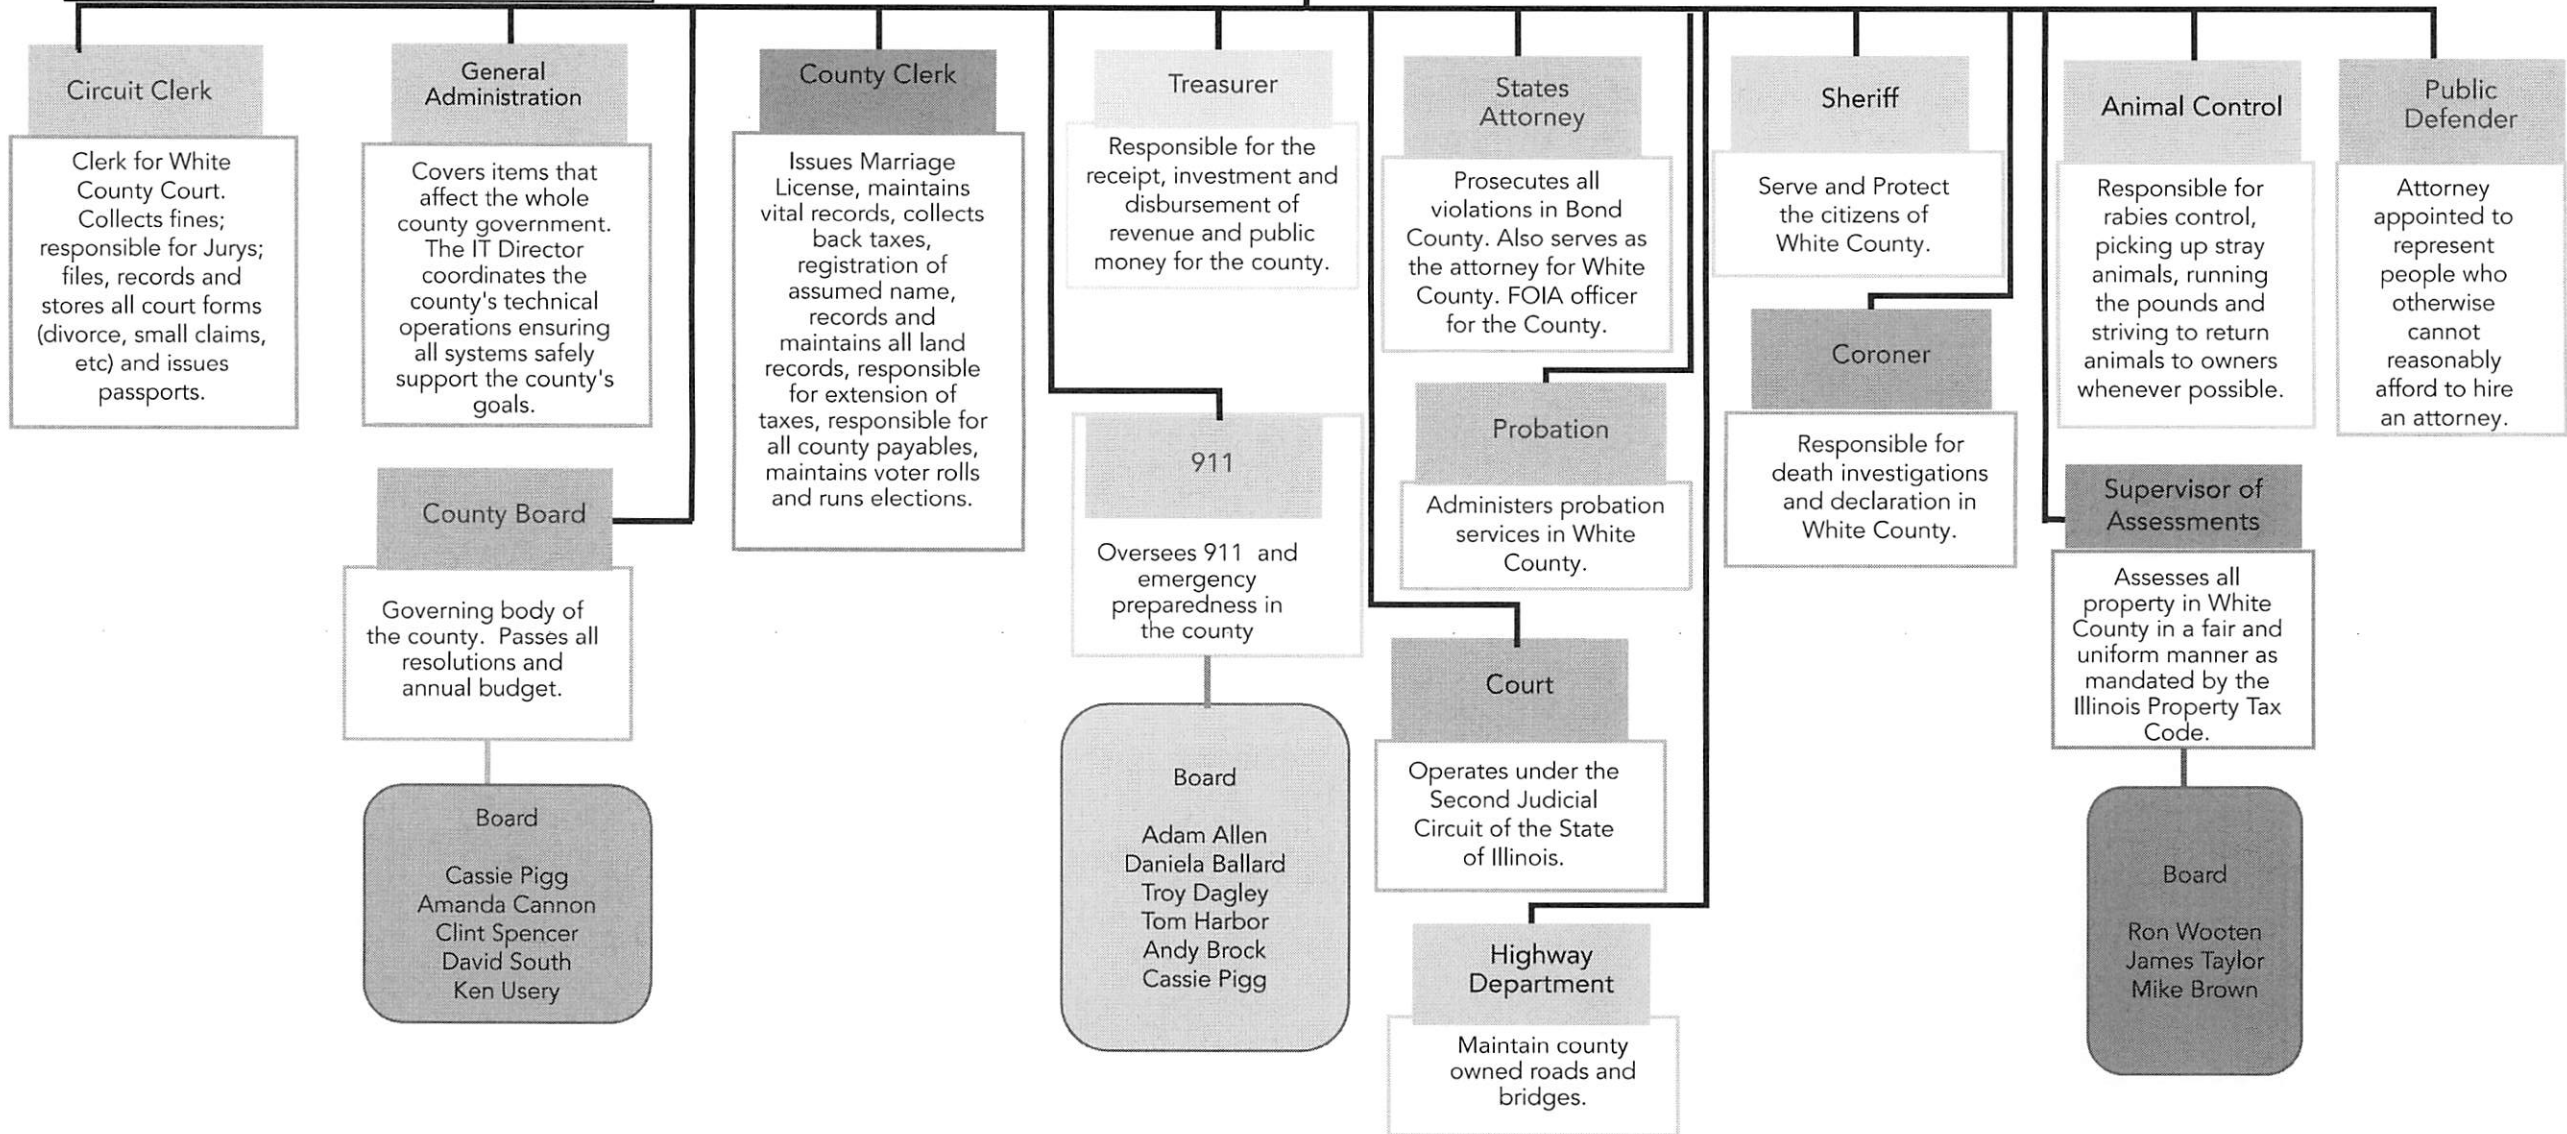 Circuit Clerk
Clerk for White
County Court.
Collects fines;
responsible for Jurys;
files, records and
stores all court forms
(divorce, small claims,
etc) and issues
passports.
General
Administration
Covers items that
affect the whole
county government.
The IT Director
coordinates the
county's technical
operations ensuring
all systems safely
support the county's
goals.
County Board
Governing body of
the county. Passes all
resolutions and
annual budget.
Board
Cassie Pigg
Amanda Cannon
Clint Spencer
David South
Ken Usery
County Clerk
Issues Marriage
License, maintains
vital records, collects
back taxes,
registration of
assumed name,
records and
maintains all land
records, responsible
for extension of
taxes, responsible for
all county payables,
maintains voter rolls
and runs elections.
Treasurer
Responsible for the
receipt, investment and
disbursement of
revenue and public
money for the county.
911
Oversees 911 and
emergency
preparedness in
the county
Board
Adam Allen
Daniela Ballard
Troy Dagley
Tom Harbor
Andy Brock
Cassie Pigg
States
Attorney
Prosecutes all
violations in Bond
County. Also serves as
the attorney for White
County. FOIA officer
for the County.
Probation
Administers probation
services in White
County.
Court
Operates under the
Second Judicial
Circuit of the State
of Illinois.
Highway
Department
Maintain county
owned roads and
bridges.
Sheriff
Serve and Protect
the citizens of
White County.
Coroner
Responsible for
death investigations
and declaration in
White County.
Animal Control
Responsible for
rabies control,
picking up stray
animals, running
the pounds and
striving to return
animals to owners
whenever possible.
Supervisor of
Assessments
Assesses all
property in White
County in a fair and
uniform manner as
mandated by the
Illinois Property Tax
Code.
Board
Ron Wooten
James Taylor
Mike Brown
Public
Defender
Attorney
appointed to
represent
people who
otherwise
cannot
reasonably
afford to hire
an attorney.